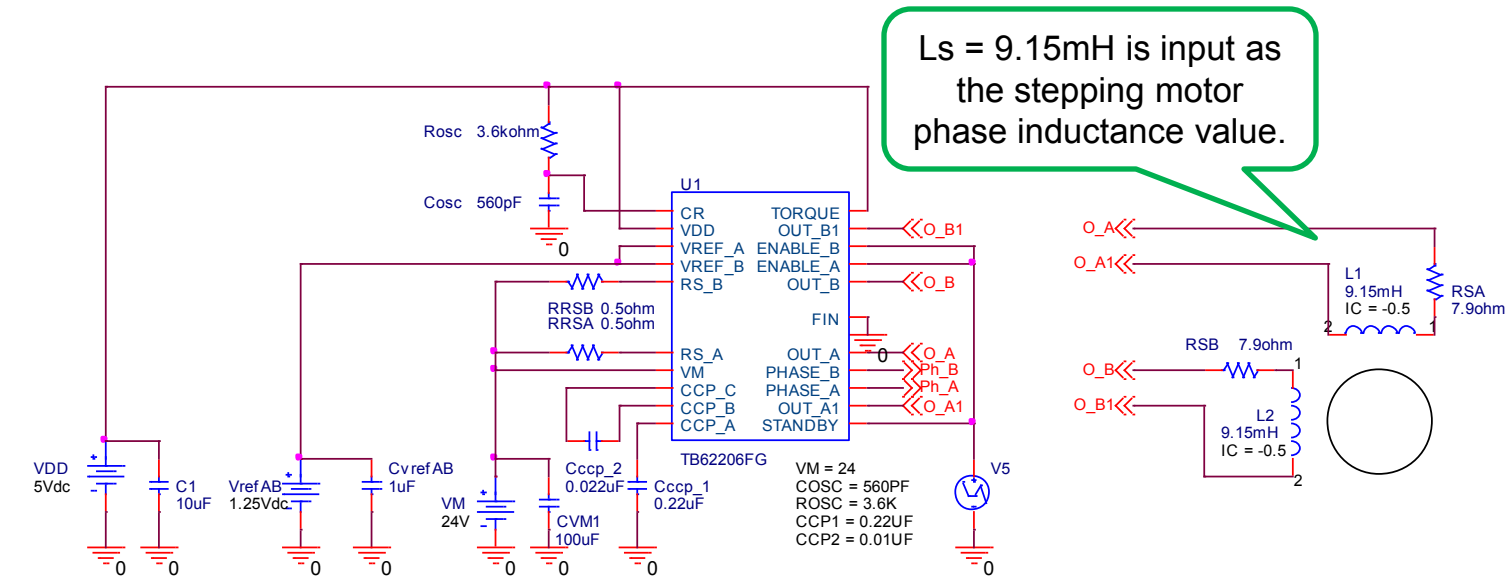 Ls = 9.15mH is input as
the stepping motor
phase inductance value.
Rosc 3.6kohm
Cosc 560pF
0
U1
CR TORQUE
VDD OUT_B1
VREF_A ENABLE_B
VREF_B ENABLE_A
RS_B OUT_B
FIN
RS_A OUT_A
VM PHASE_B
CCP_C PHASE_A
CCP_B OUT_A1
CCP_A STANDBY
TB62206FG
RRSB 0.5ohm
RRSA 0.5ohm
O_B1
O_B
0
O_A
Ph_B
Ph_A
O_A1
O_A
O_A1
L1
9.15mH
IC = -0.5
2 1
RSA
7.9ohm
RSB 7.9ohm
O_B
O_B1
1
L2
9.15mH
IC = -0.5
2
VDD
5Vdc
+
-
C1
10uF
0 0
VrefAB
1.25Vdc
+
-
CvrefAB
1uF
0 0
VM
24V
+
-
CVM1
100uF
0 0
Cccp_2
0.022uF
Cccp_1
0.22uF
0
VM = 24
COSC = 560PF
ROSC = 3.6K
CCP1 = 0.22UF
CCP2 = 0.01UF
V5
+
-
0